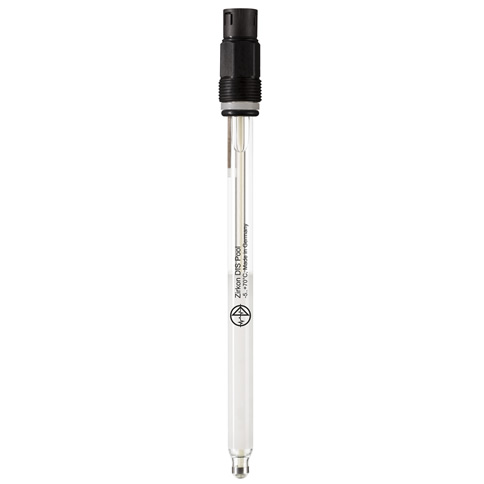 Zirkon DIS Pool
-5. +70°C, Made in Germany